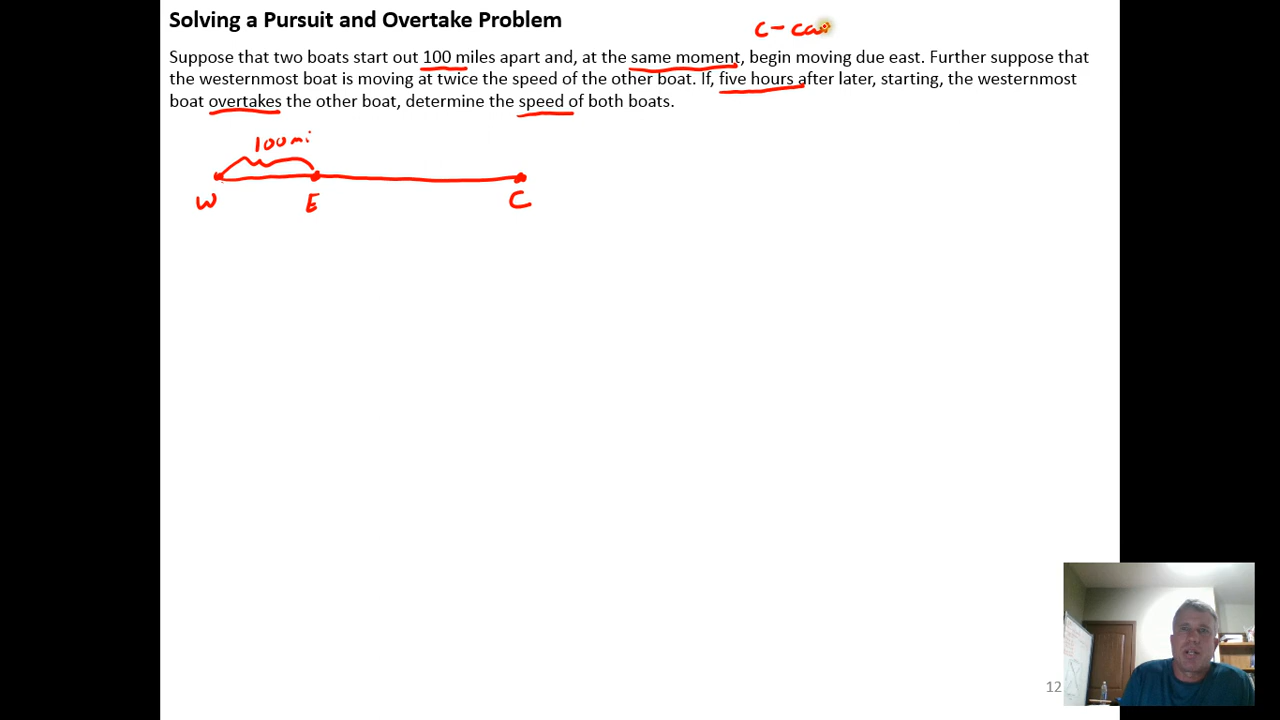 Solving a Pursuit and Overtake Problem
C - ca
Suppose that two boats start out 100 miles apart and, at the same moment, begin moving due east. Further suppose that
the westernmost boat is moving at twice the speed of the other boat. If, five hours after later, starting, the westernmost
boat overtakes the other boat, determine the speed of both boats.
100mi
W E C
12